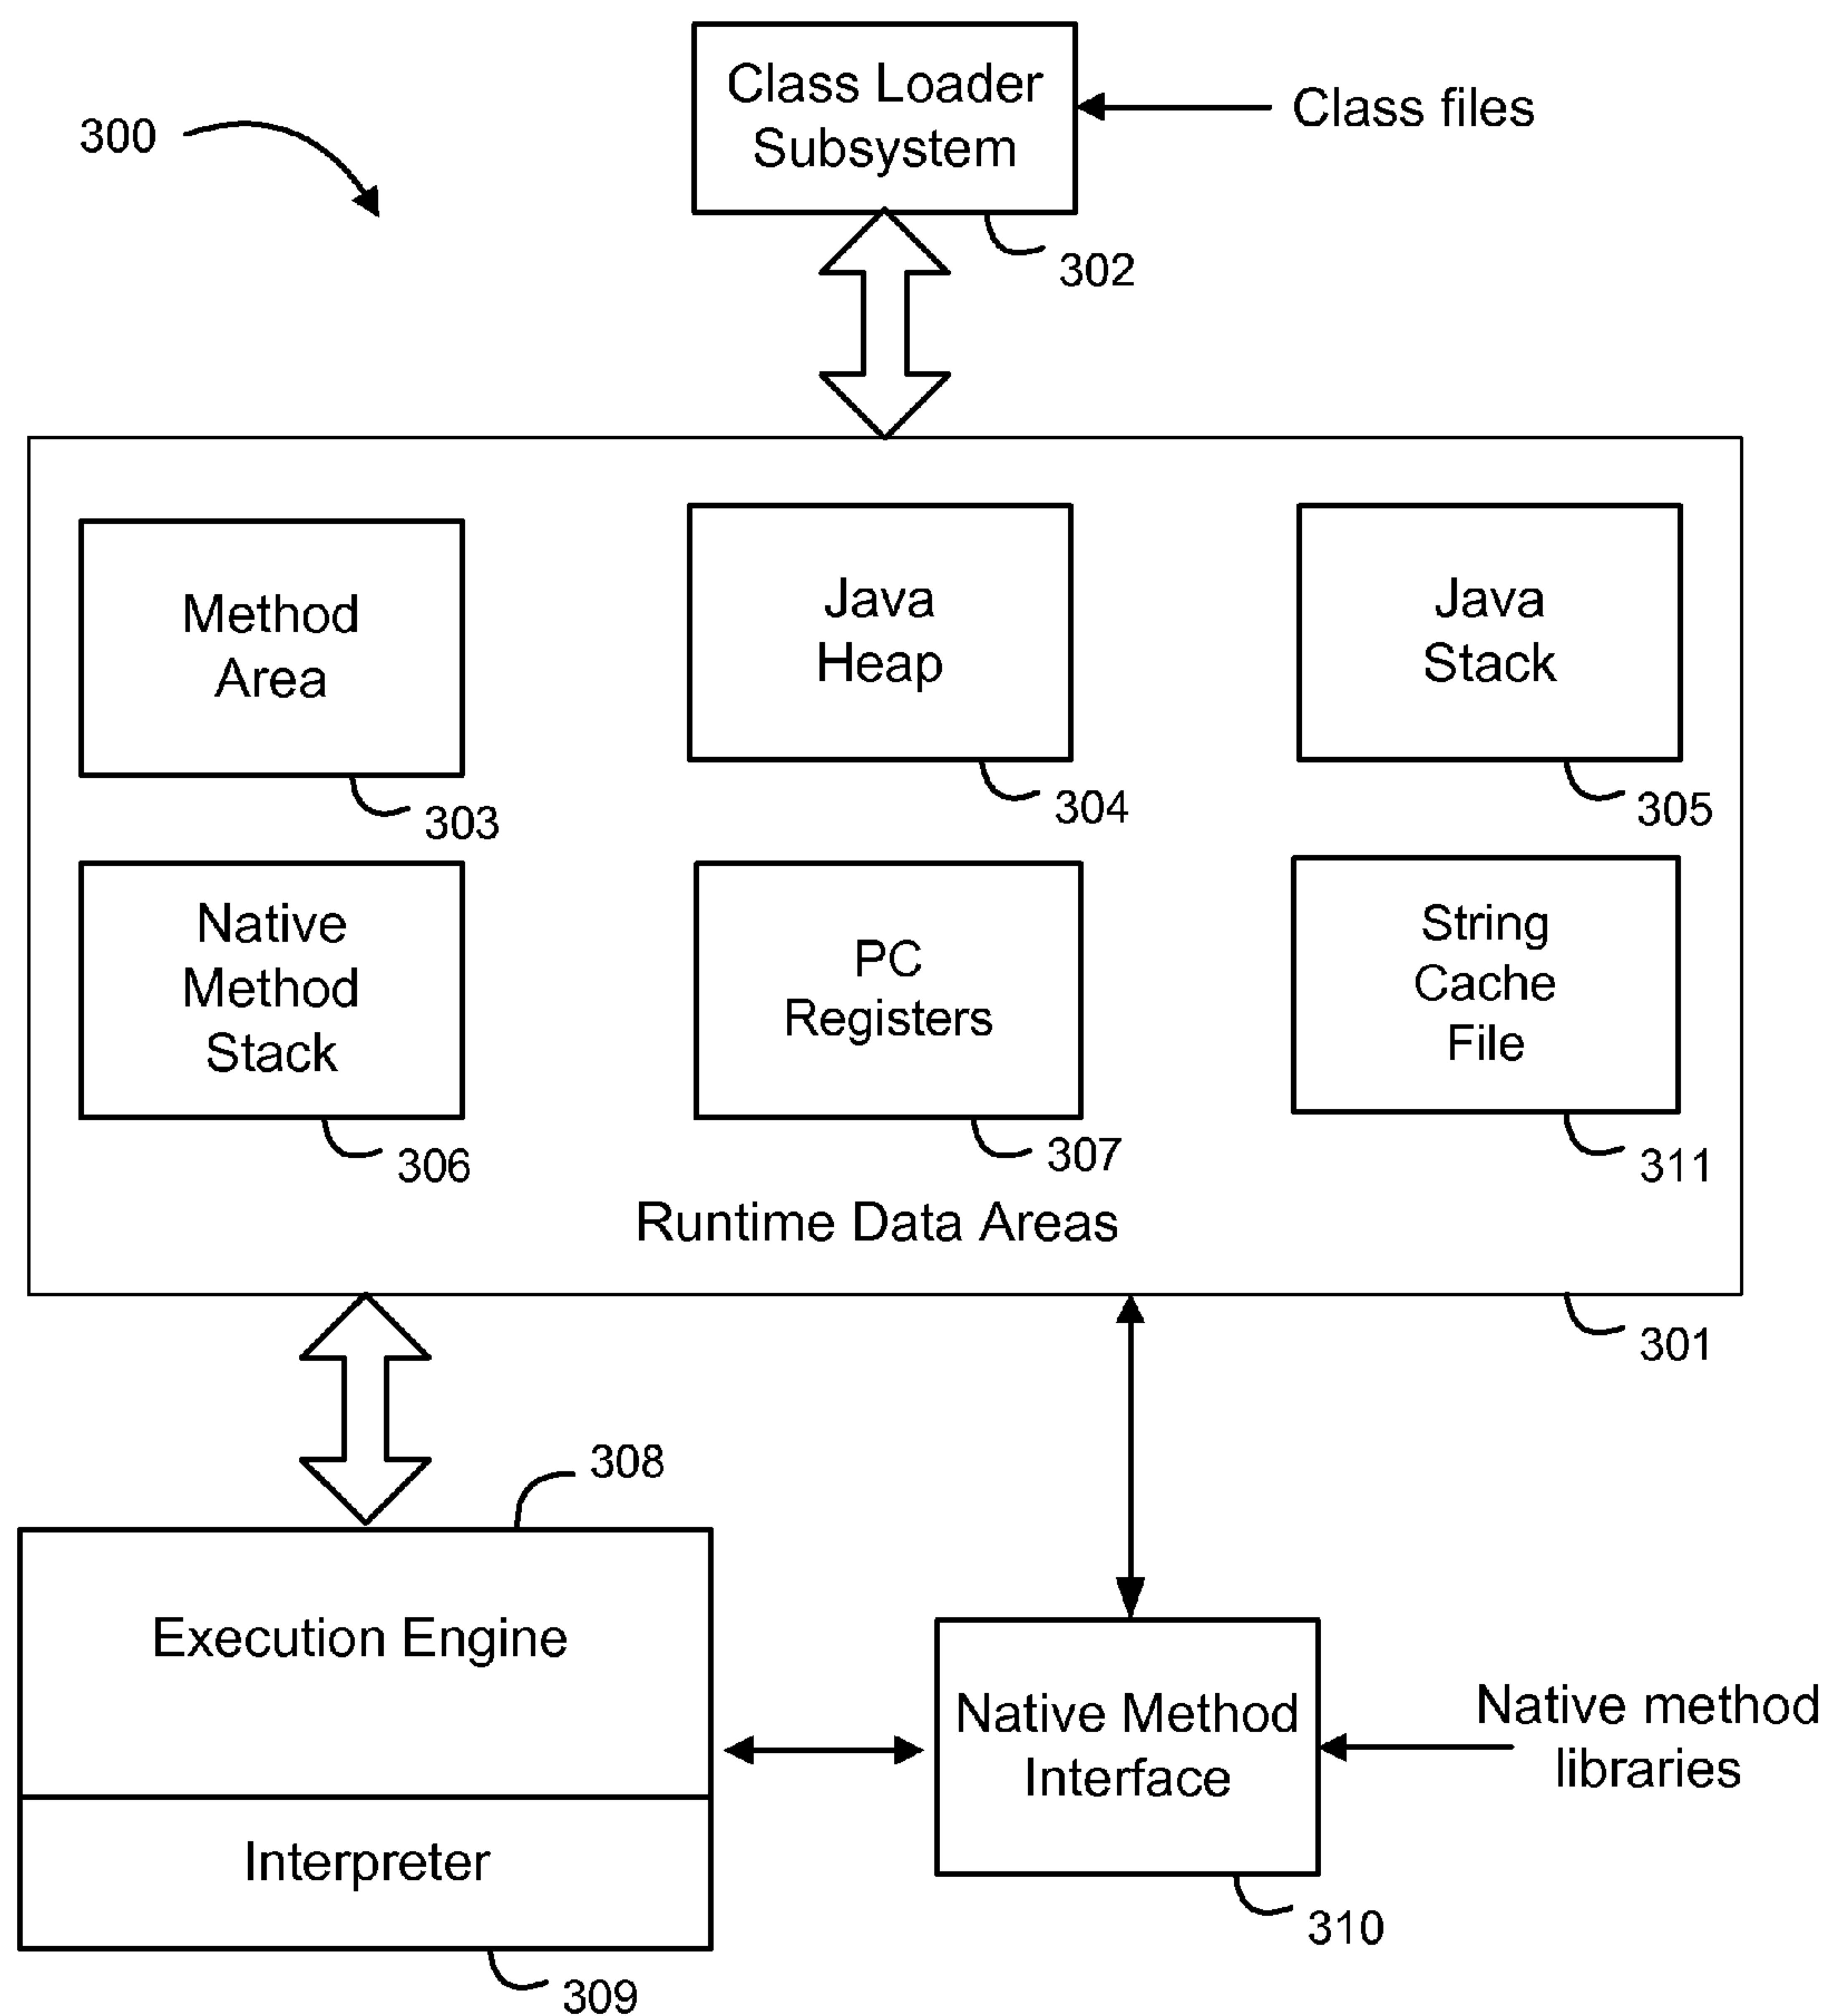 Class Loader
Subsystem
Class files
300
302
Method
Area
303
Java
Heap
304
Java
Stack
305
Native
Method
Stack
306
PC
Registers
307
String
Cache
File
311
Runtime Data Areas
301
308
Execution Engine
Interpreter
309
Native Method
Interface
310
Native method
libraries